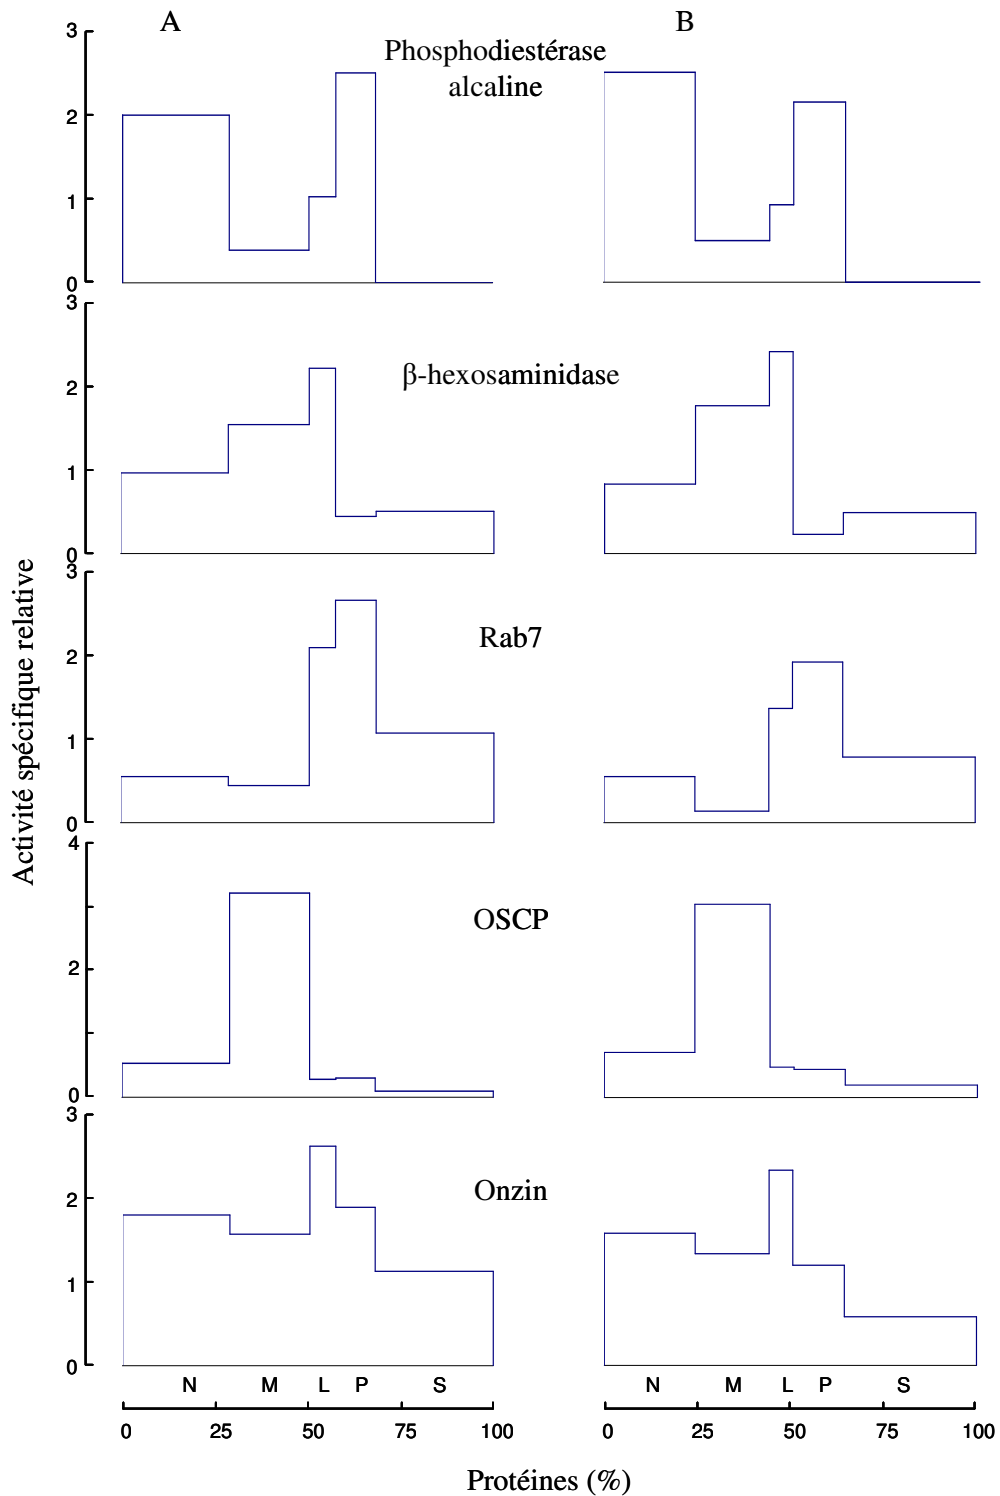 A
B
Phosphodiestérase
alcaline
3
2
1
0
β-hexosaminidase
3
2
1
0
Rab7
3
2
1
0
OSCP
4
2
0
Onzin
3
2
1
0
Activité spécifique relative
N M L P S
N M L P S
0 25 50 75 100
0 25 50 75 100
Protéines (%)